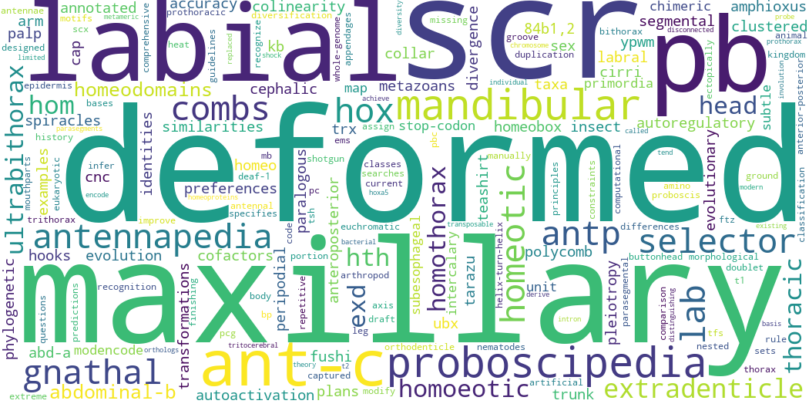 antennae annotated accuracy colinearity 84b1,2 missing chimeric amphioxus
arm motifs metameric prothoracic diversification recognize kb groove sex segmental clustered
palp scx comprehensive heat guidelines whole-genome appendages diversity probe
designed cap labial replaced shock map collar scr chromosome duplication bithorax ypwm disconnected pb animal
limited epidermis primordia labral cirri kingdom
homeodomains cephalic metazoans divergence taxa ectopically prothorax
hom bases combs hox mandibular head involution
spiracles identities similarities trx assign stop-codon homeobox insect autoregulatory subtle anterior-posterior
history parasegments ems called
ultrabithorax examples infer cnc homeo mb deaf-1 shotgun classes pbc manually computational tend ground
mouthparts eukaryotic deformed preferences paralogous pc searches current teashirt principles constraints amino proboscis evolutionary modern classification
encode antennal specifies tsh hoxa5 homeoproteins
trithorax improve code euchromatic homothorax transposable homeotic differences ftz existing
antennapedia anteroposterior bacterial antp selector
hooks evolution cofactors portion hth subesophageal intercalary tarazu helix-turn-helix polycomb buttonhead morphological
phylogenetic recognition peripodial arthropod unit doublet
questions predictions transformations finishing body repetitive axis exd draft derive pleiotropy parasegmental comparison distinguishing t1 thoracic
maxillary pcg bp leg ubx intron lab tfs basis rule
abd-a modencode orthologs tritocerebral orthodenticle nematodes nested sets
gnathal ant-c fushi theory t2 captured proboscipedia thorax
extreme abdominal-b autoactivation plans modify homoeotic artificial trunk individual achieve extradenticle